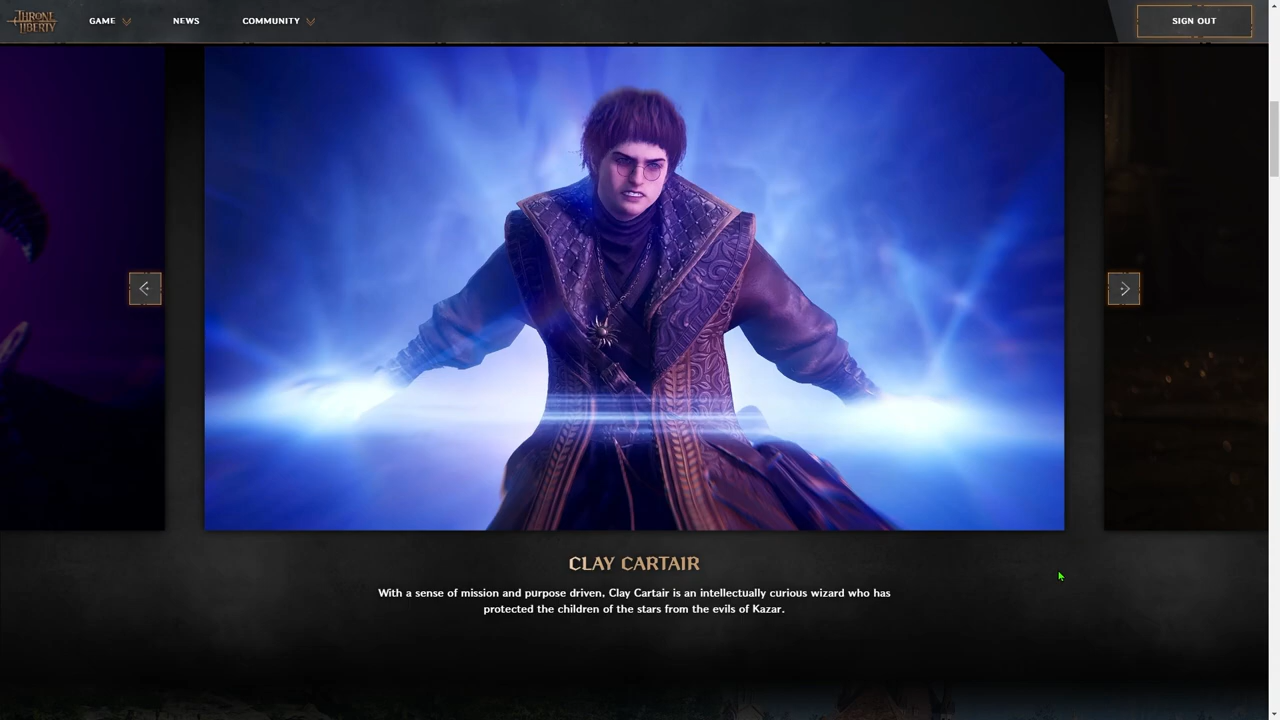 THRONE
LIBERTY
GAME
NEWS
COMMUNITY
SIGN OUT
CLAY CARTAIR
With a sense of mission and purpose driven, Clay Cartair is an intellectually curious wizard who has
protected the children of the stars from the evils of Kazar.